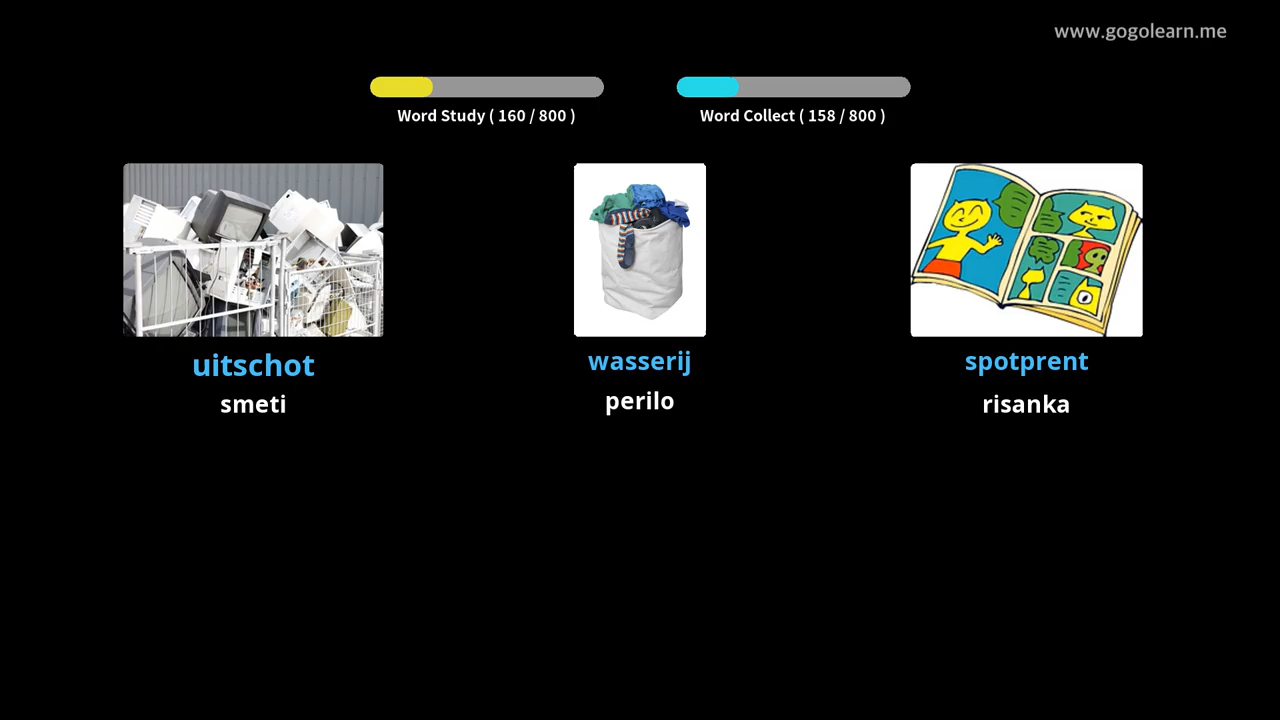 www.gogolearn.me
Word Study ( 160 / 800 )
Word Collect ( 158 / 800 )
uitschot
smeti
wasserij
perilo
spotprent
risanka